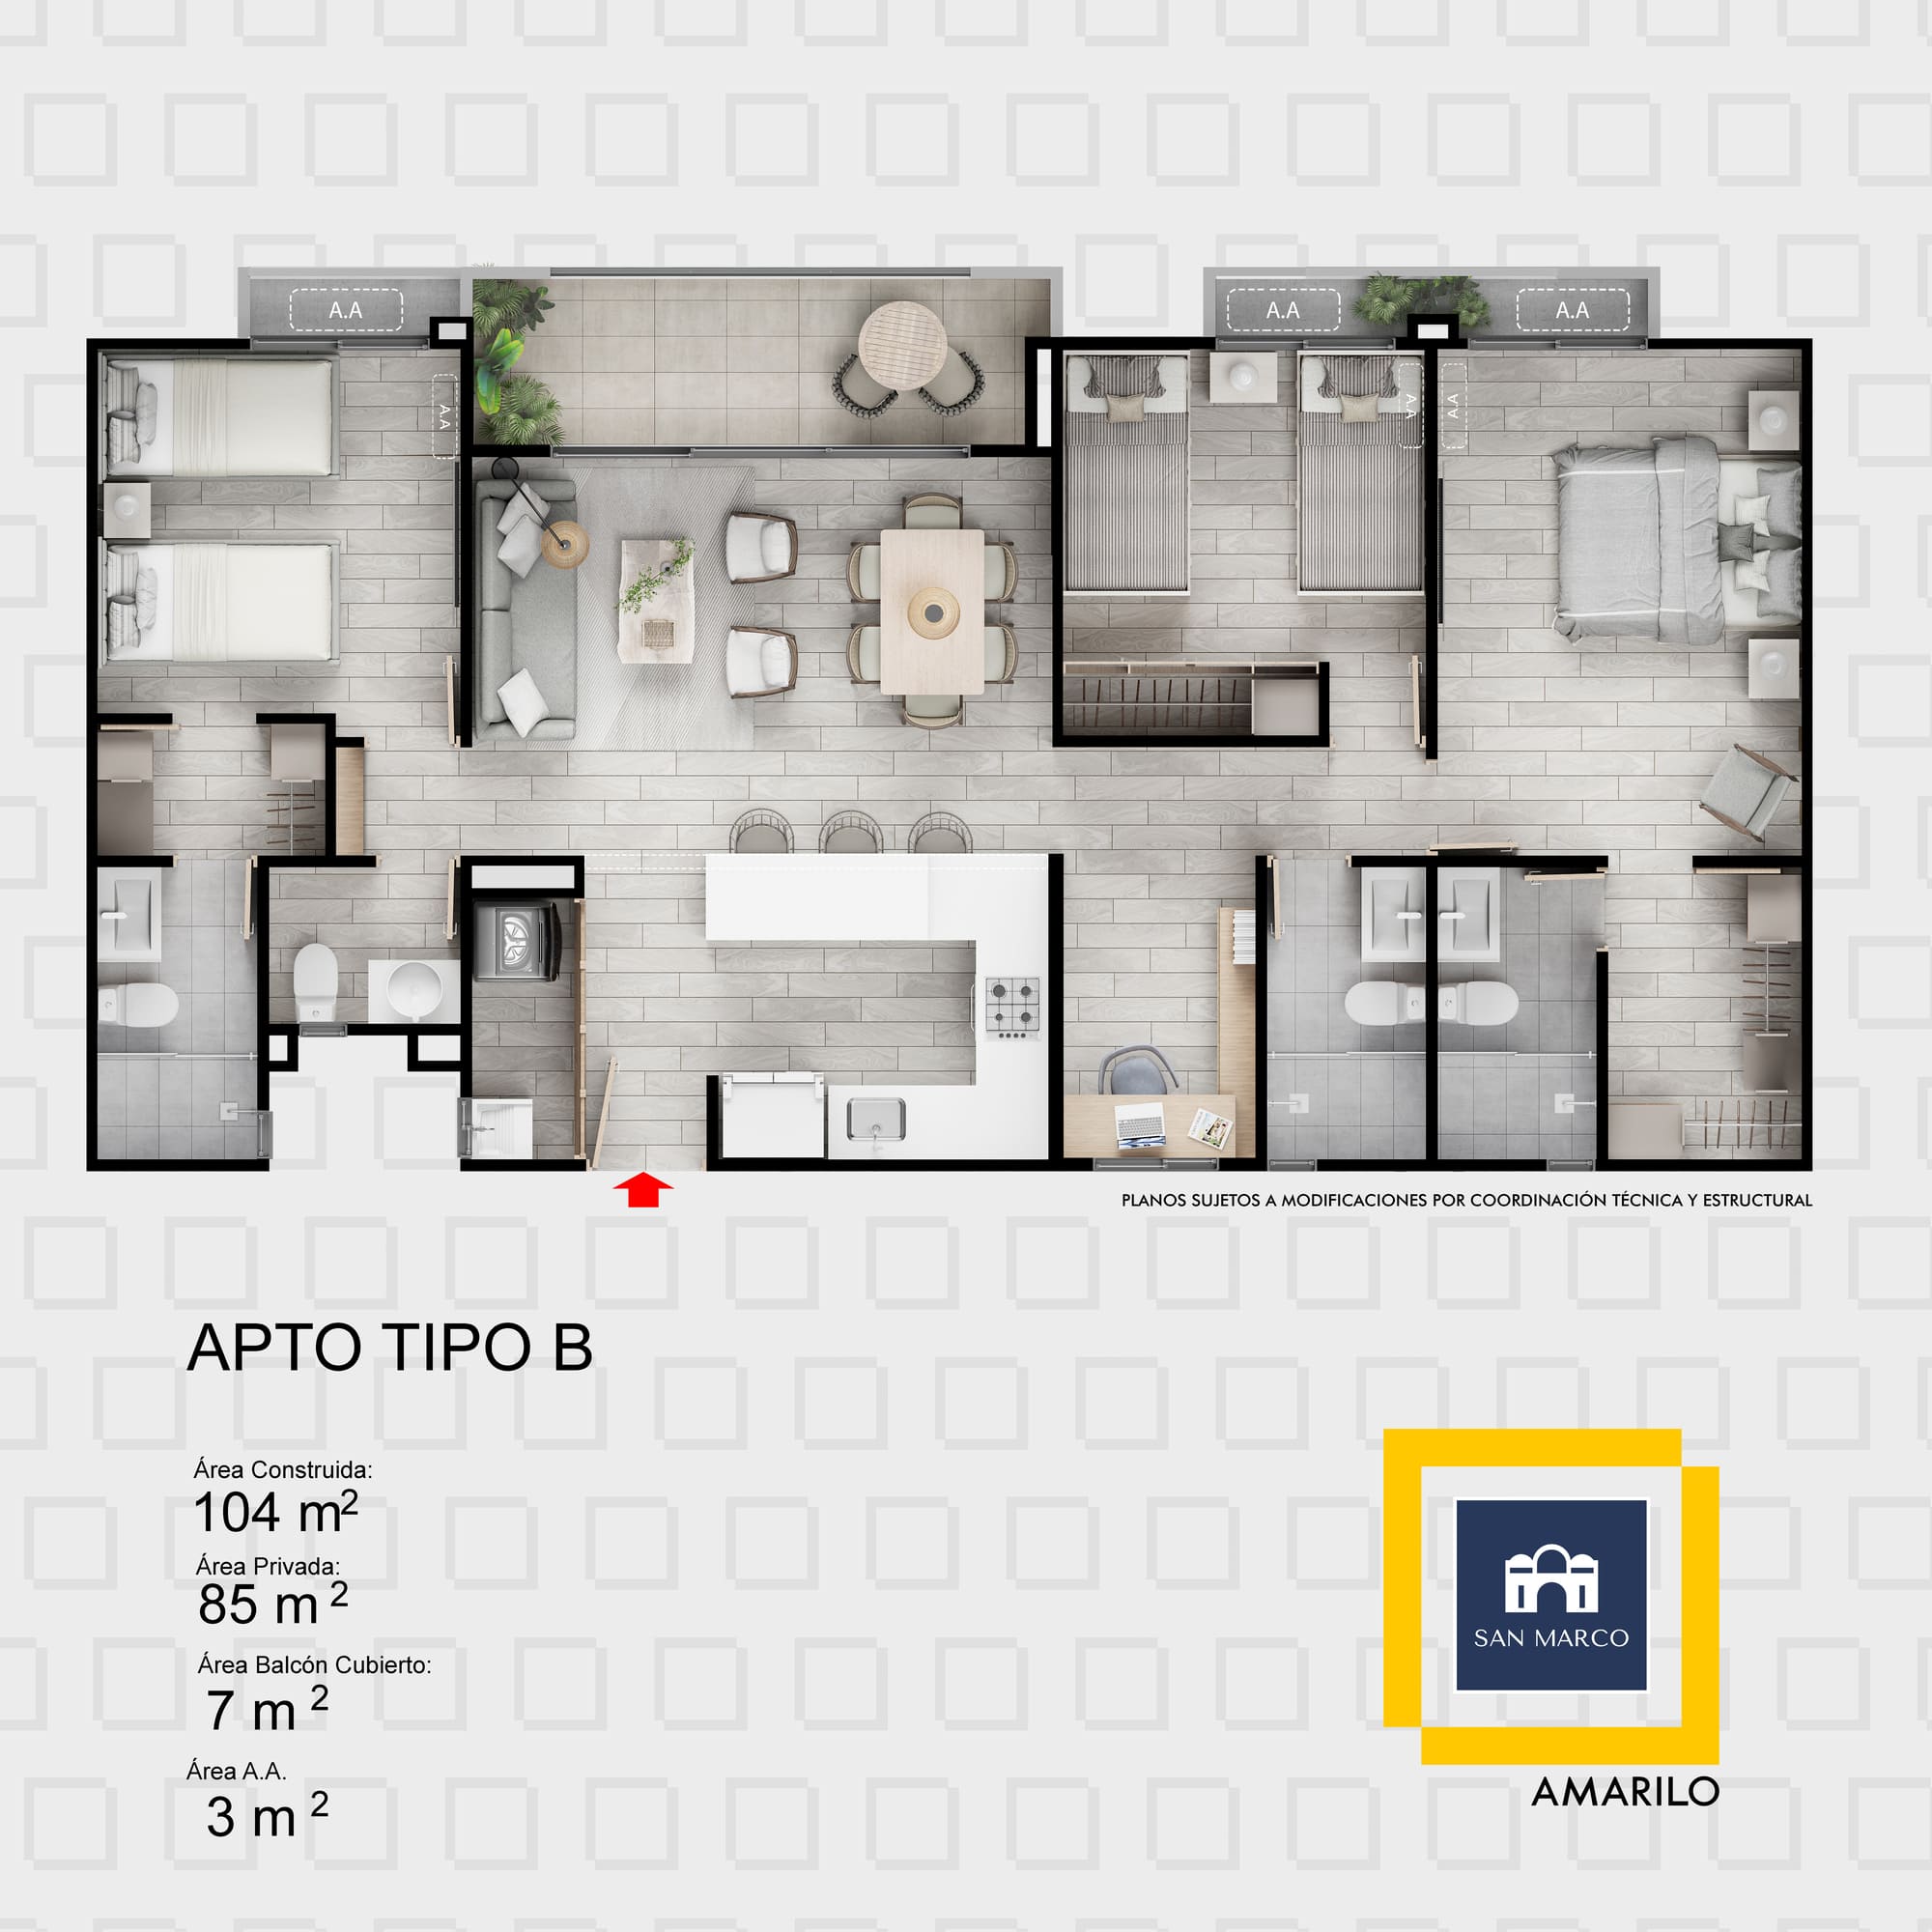 A.A
A.A
A.A
A.A
A.A
A.A
PLANOS SUJETOS A MODIFICACIONES POR COORDINACIÓN TÉCNICA Y ESTRUCTURAL
APTO TIPO B
Área Construida:
104 m²
Área Privada:
85 m ²
Área Balcón Cubierto:
7 m ²
Área A.A.
3 m ²
SAN MARCO
AMARILO